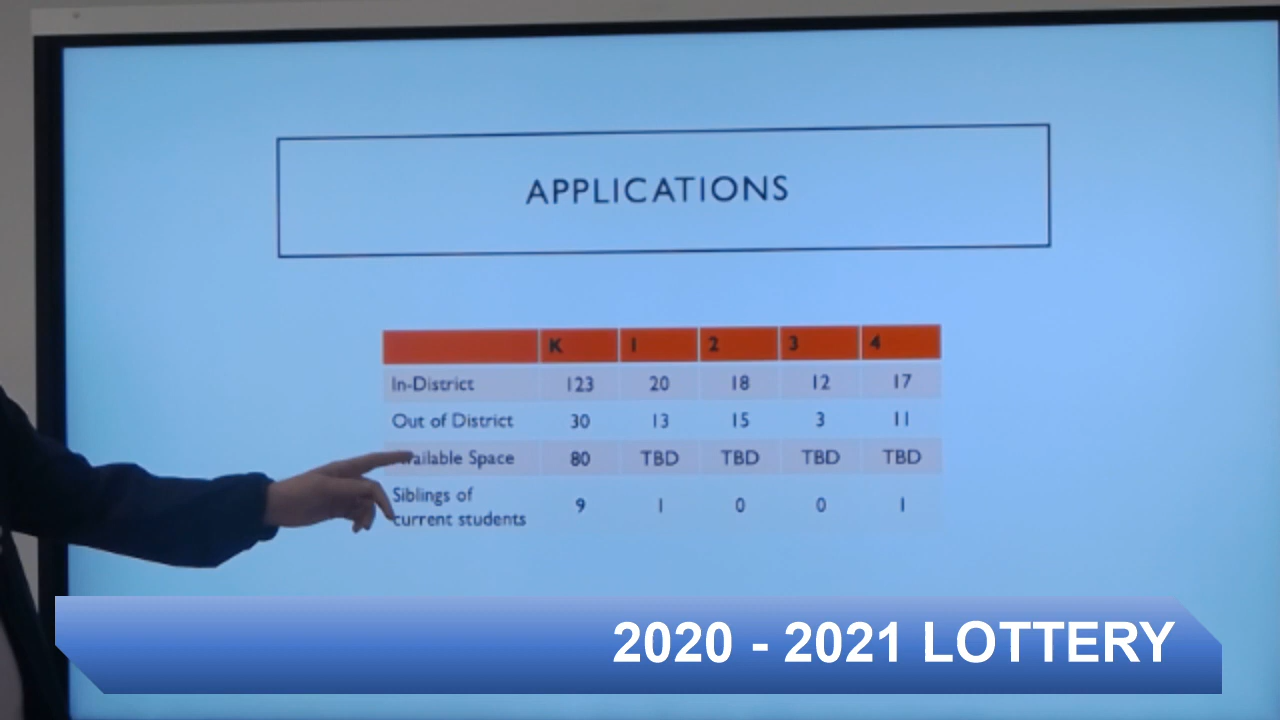 APPLICATIONS
K 1 2 3 4
In-District 123 20 18 12 17
Out of District 30 13 15 3 11
Available Space 80 TBD TBD TBD TBD
Siblings of
current students 9 1 0 0 1
2020 - 2021 LOTTERY